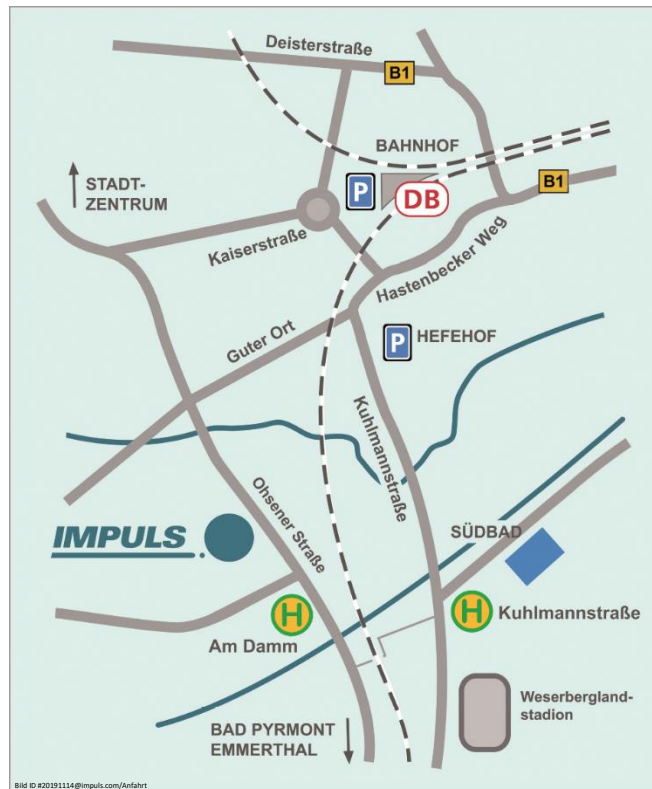 Deisterstraße
B1
BAHNHOF
P
DB
B1
STADT-
ZENTRUM
Kaiserstraße
Hastenbecker Weg
Guter Ort
P
HEFEHOF
Kuhlmannstraße
Ohsener Straße
IMPULS
SÜDBAD
H
Am Damm
H
Kuhlmannstraße
Weserbergland-
stadion
BAD PYRMONT
EMMERTHAL
Bild ID #20191114@impuls.com/Anfahrt